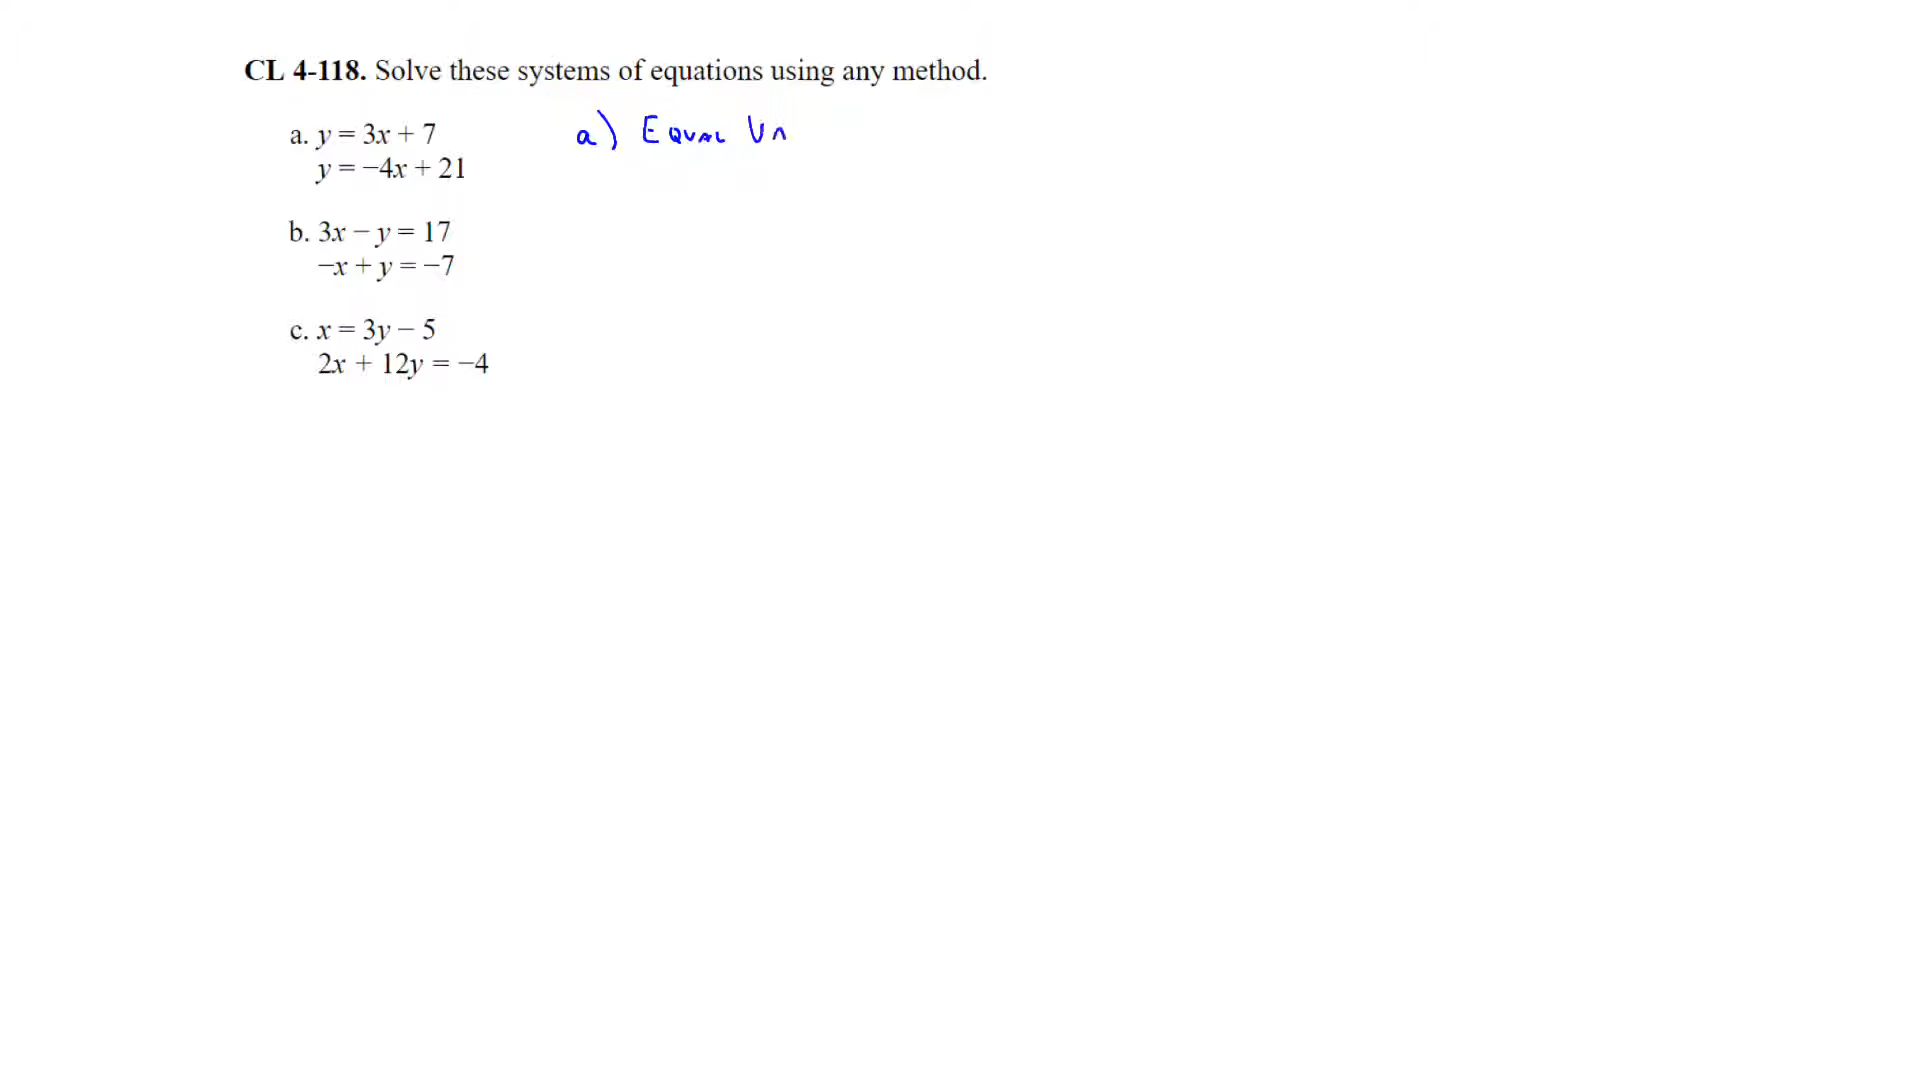 CL 4-118. Solve these systems of equations using any method.
a. y = 3x + 7
y = −4x + 21
a) EQUAL VA
b. 3x − y = 17
−x + y = −7
c. x = 3y − 5
2x + 12y = −4